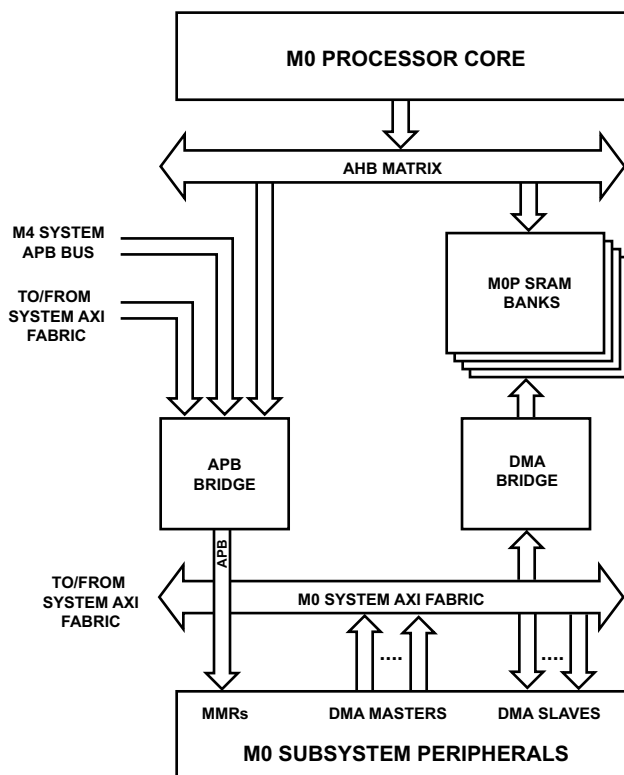 M0 PROCESSOR CORE
AHB MATRIX
M4 SYSTEM
APB BUS
TO/FROM
SYSTEM AXI
FABRIC
M0P SRAM
BANKS
APB
BRIDGE
DMA
BRIDGE
APB
TO/FROM
SYSTEM AXI
FABRIC
M0 SYSTEM AXI FABRIC
MMRs
DMA MASTERS
DMA SLAVES
M0 SUBSYSTEM PERIPHERALS